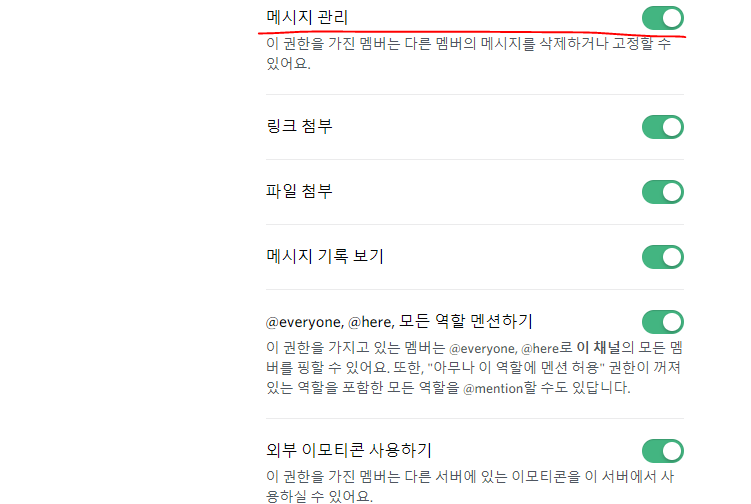 메시지 관리
이 권한을 가진 멤버는 다른 멤버의 메시지를 삭제하거나 고정할 수
있어요.
링크 첨부
파일 첨부
메시지 기록 보기
@everyone, @here, 모든 역할 멘션하기
이 권한을 가지고 있는 멤버는 @everyone, @here로 이 채널의 모든 멤
버를 핑할 수 있어요. 또한, "아무나 이 역할에 멘션 허용" 권한이 꺼져
있는 역할을 포함한 모든 역할을 @mention할 수도 있답니다.
외부 이모티콘 사용하기
이 권한을 가진 멤버는 다른 서버에 있는 이모티콘을 이 서버에서 사
용하실 수 있어요.